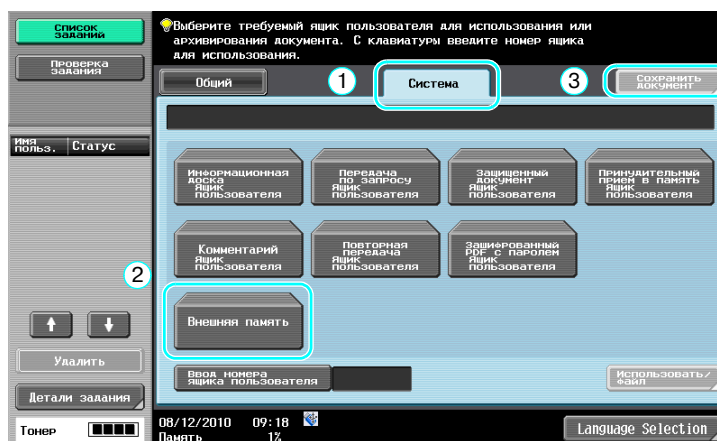 Список
заданий
Проверка
задания
Выберите требуемый ящик пользователя для использования или
архивирования документа. С клавиатуры введите номер ящика
для использования.
Общий
1
Система
3
Сохранить
документ
Имя
польз.
Статус
Информационная
доска
Ящик
пользователя
Передача
по запросу
Ящик
пользователя
Защищенный
документ
Ящик
пользователя
Принудительный
прием в память
Ящик
пользователя
Комментарий
Ящик
пользователя
Повторная
передача
Ящик
пользователя
Зашифрованный
PDF с паролем
Ящик
пользователя
2
Внешняя память
Удалить
Детали задания
Ввод номера
ящика пользователя
Использовать/
файл
Тонер
08/12/2010 09:18
Память 1%
Language Selection